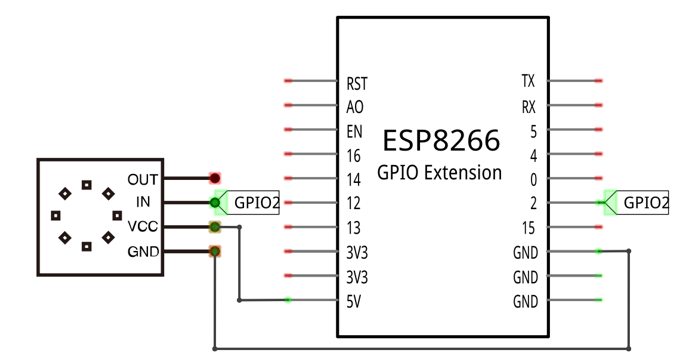 OUT
IN
VCC
GND
GPIO2
RST
AO
EN
16
14
12
13
3V3
3V3
5V
ESP8266
GPIO Extension
TX
RX
5
4
0
2
15
GND
GND
GND
GPIO2